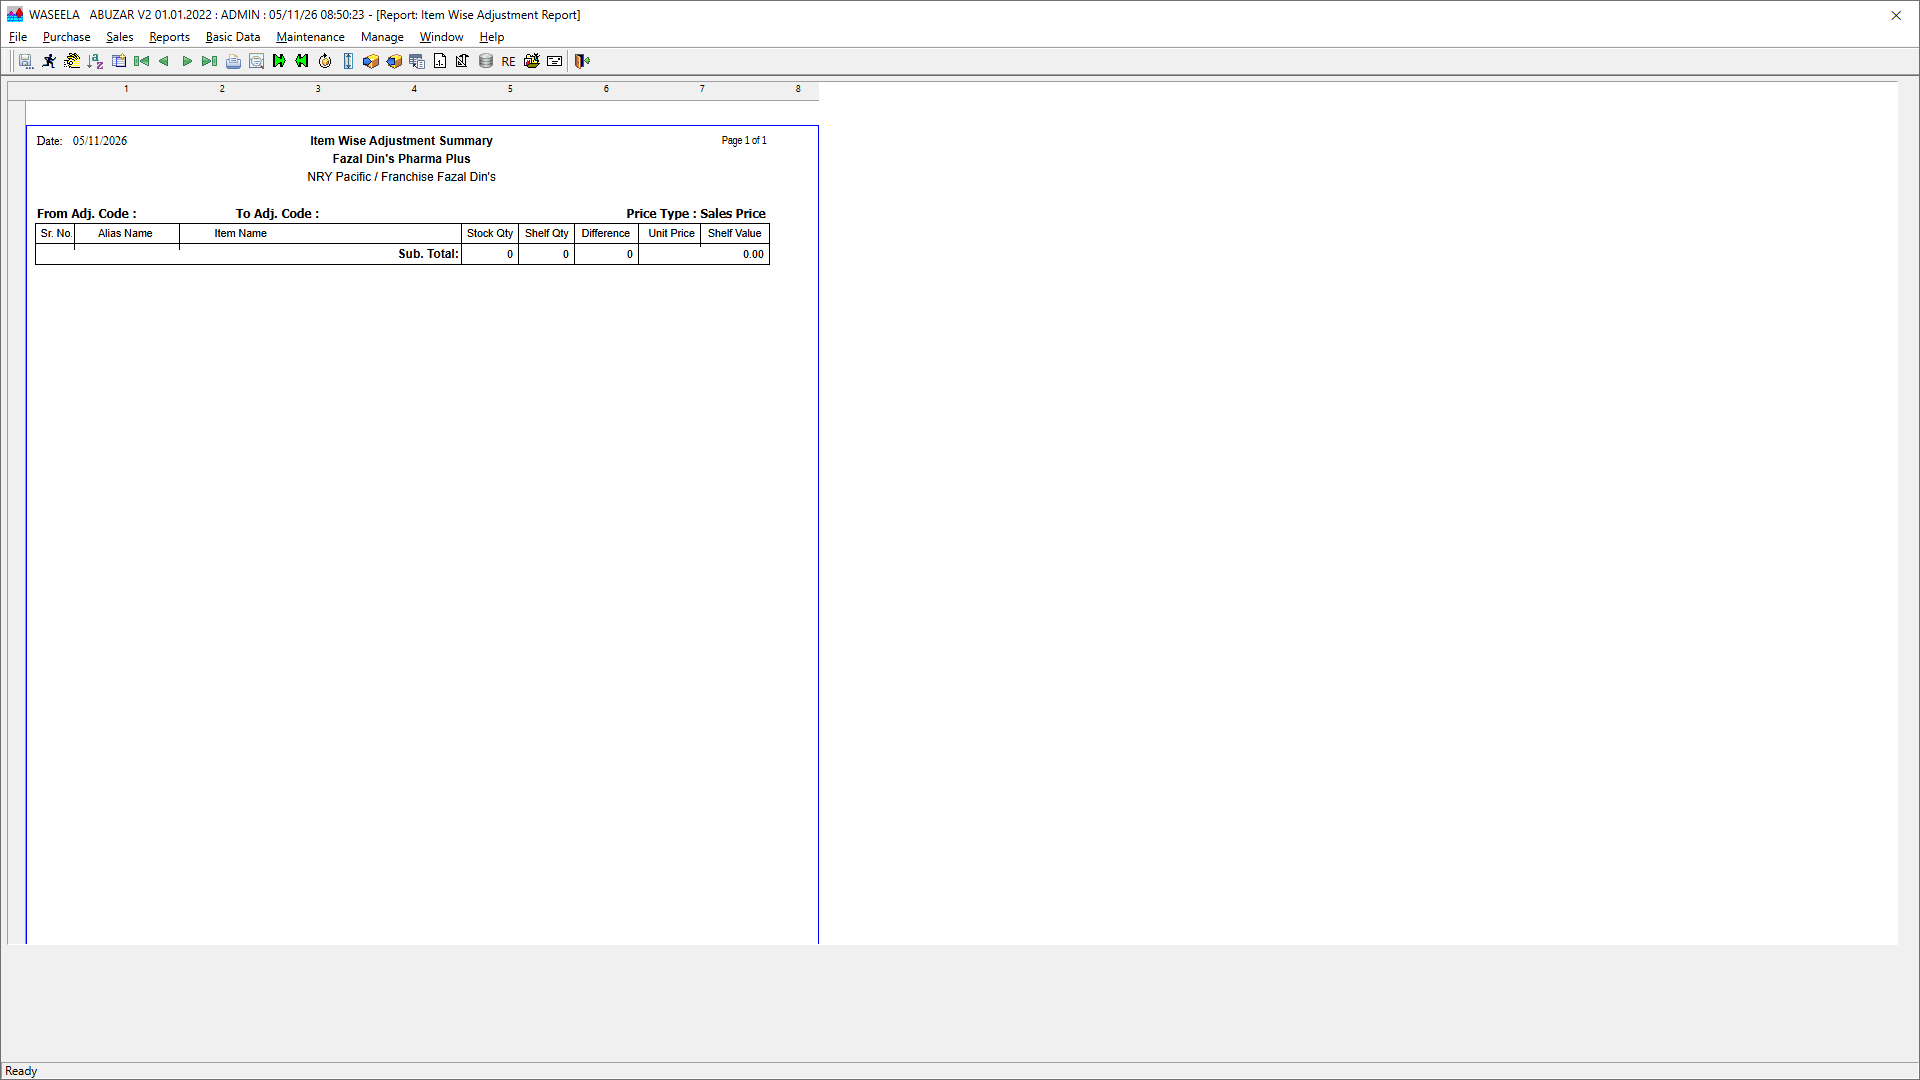 WASEELA   ABUZAR V2 01.01.2022 : ADMIN : 05/11/26 08:50:23 - [Report: Item Wise Adjustment Report]
File Purchase Sales Reports Basic Data Maintenance Manage Window Help
RE
1 2 3 4 5 6 7 8
Date: 05/11/2026 Item Wise Adjustment Summary Page 1 of 1
Fazal Din's Pharma Plus
NRY Pacific / Franchise Fazal Din's
From Adj. Code : To Adj. Code : Price Type : Sales Price
Sr. No. Alias Name Item Name Stock Qty Shelf Qty Difference Unit Price Shelf Value
Sub. Total: 0 0 0 0.00
Ready